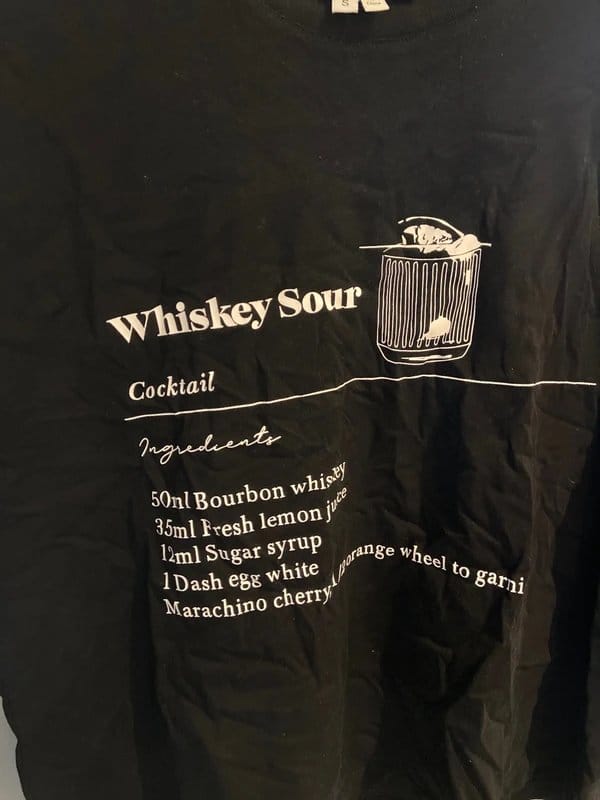 S
Whiskey Sour
Cocktail
Ingredients
50ml Bourbon whiskey
35ml Fresh lemon juice
12ml Sugar syrup
1 Dash egg white
Marachino cherry, orange wheel to garni